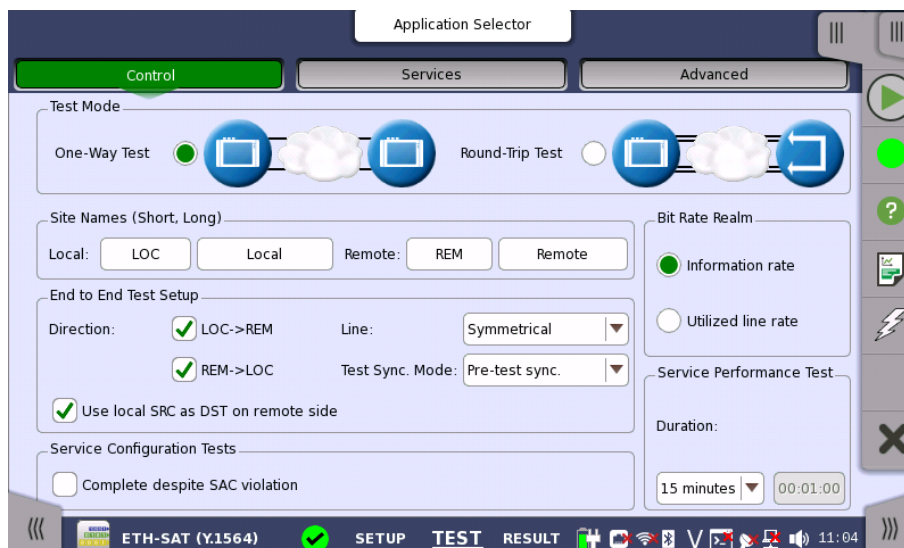 Application Selector
Control Services Advanced
Test Mode
One-Way Test Round-Trip Test
Site Names (Short, Long)
Local: LOC Local Remote: REM Remote
Bit Rate Realm
Information rate
Utilized line rate
End to End Test Setup
Direction: LOC->REM Line: Symmetrical
REM->LOC Test Sync. Mode: Pre-test sync.
Use local SRC as DST on remote side
Service Performance Test
Duration:
15 minutes 00:01:00
Service Configuration Tests
Complete despite SAC violation
ETH-SAT (Y.1564) SETUP TEST RESULT V 11:04